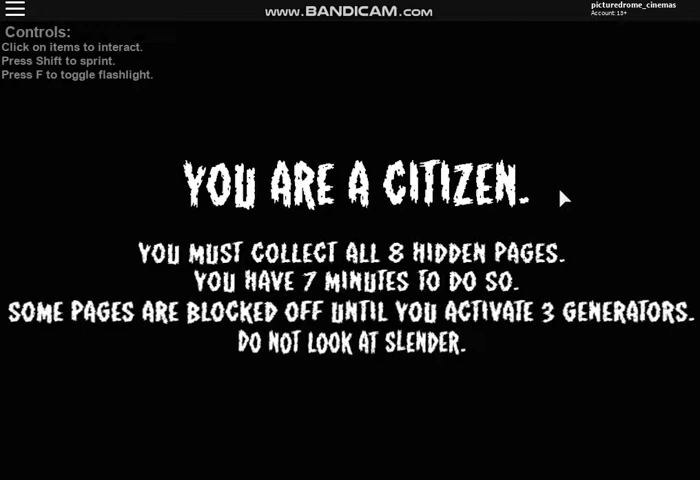 www.BANDICAM.com
picturedrome_cinemas
Account: 13+
Controls:
Click on items to interact.
Press Shift to sprint.
Press F to toggle flashlight.
YOU ARE A CITIZEN.
YOU MUST COLLECT ALL 8 HIDDEN PAGES.
YOU HAVE 7 MINUTES TO DO SO.
SOME PAGES ARE BLOCKED OFF UNTIL YOU ACTIVATE 3 GENERATORS.
DO NOT LOOK AT SLENDER.